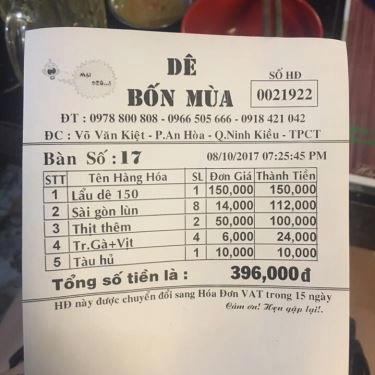 Mại
dzô...!
DÊ
BỐN MÙA
SỐ HĐ
0021922
ĐT : 0978 800 808 - 0966 505 666 - 0918 421 042
ĐC : Võ Văn Kiệt - P.An Hòa - Q.Ninh Kiều - TPCT
Bàn Số : 17 08/10/2017 07:25:45 PM
STT Tên Hàng Hóa SL Đơn Giá Thành Tiền
1 Lẩu dê 150 1 150,000 150,000
2 Sài gòn lùn 8 14,000 112,000
3 Thịt thêm 2 50,000 100,000
4 Tr.Gà+Vịt 4 6,000 24,000
5 Tàu hủ 1 10,000 10,000
Tổng số tiền là : 396,000đ
HĐ này được chuyển đổi sang Hóa Đơn VAT trong 15 ngày
Cám ơn! Hẹn gặp lại!.